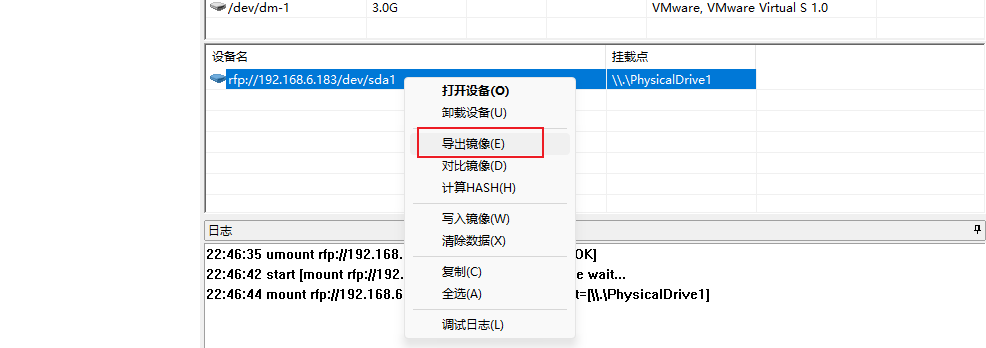 /dev/dm-1 3.0G VMware, VMware Virtual S 1.0
设备名 挂载点
rfp://192.168.6.183/dev/sda1 \\.\PhysicalDrive1
打开设备(O)
卸载设备(U)
导出镜像(E)
对比镜像(D)
计算HASH(H)
写入镜像(W)
清除数据(X)
复制(C)
全选(A)
调试日志(L)
日志
22:46:35 umount rfp://192.168. OK]
22:46:42 start [mount rfp://192. e wait...
22:46:44 mount rfp://192.168.6 t=[\\.\PhysicalDrive1]